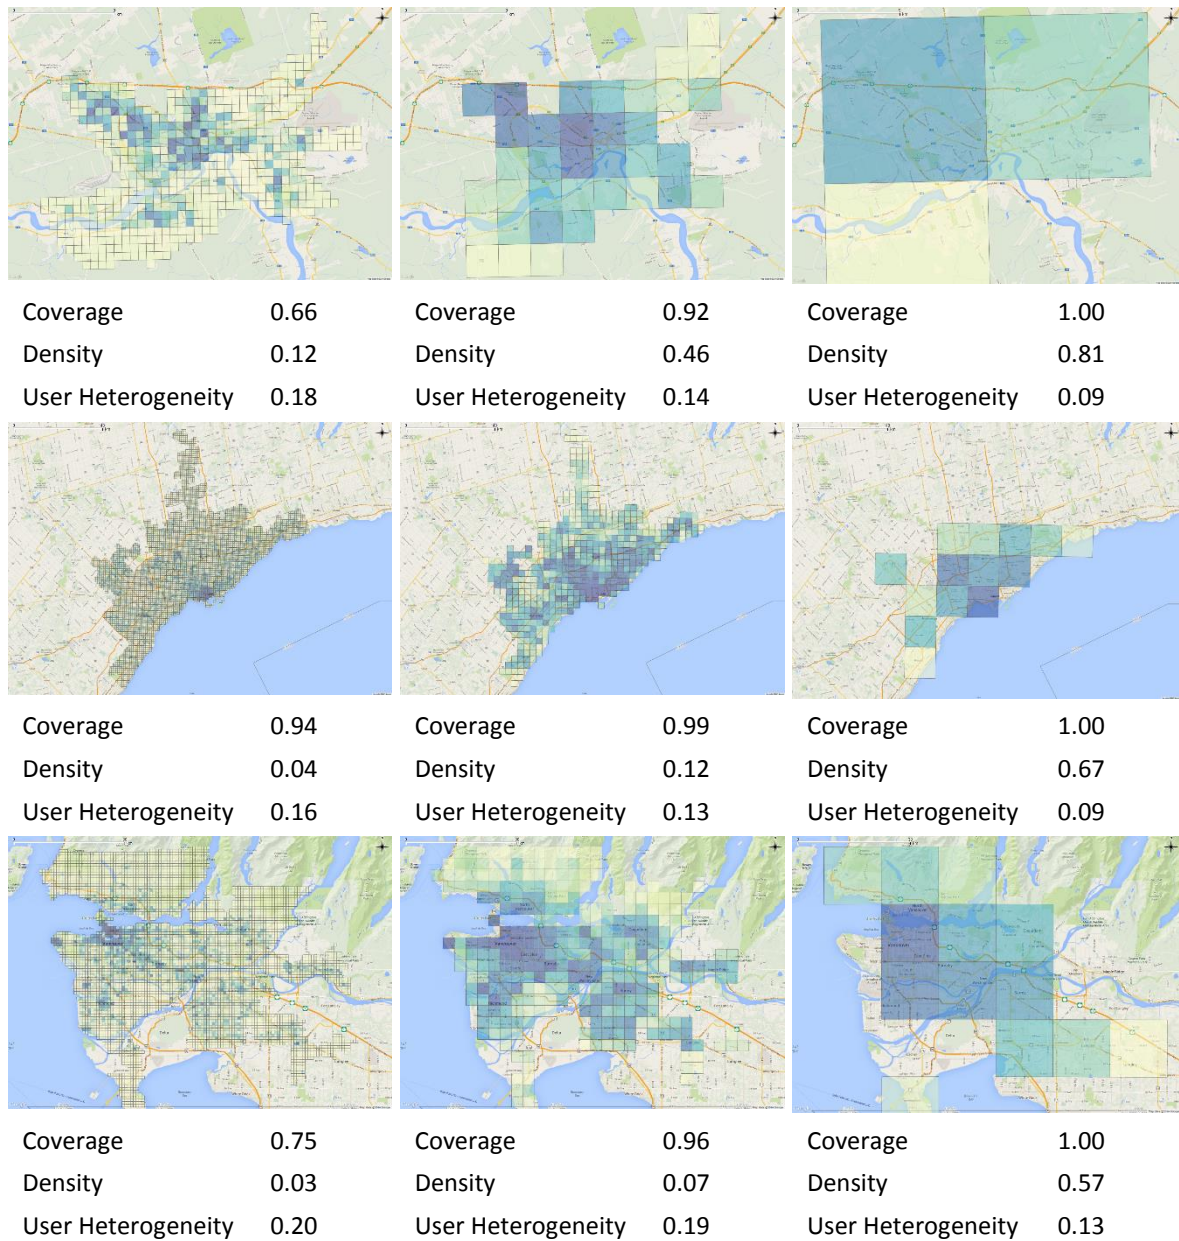 Coverage 0.66 Coverage 0.92 Coverage 1.00
Density 0.12 Density 0.46 Density 0.81
User Heterogeneity 0.18 User Heterogeneity 0.14 User Heterogeneity 0.09
Coverage 0.94 Coverage 0.99 Coverage 1.00
Density 0.04 Density 0.12 Density 0.67
User Heterogeneity 0.16 User Heterogeneity 0.13 User Heterogeneity 0.09
Coverage 0.75 Coverage 0.96 Coverage 1.00
Density 0.03 Density 0.07 Density 0.57
User Heterogeneity 0.20 User Heterogeneity 0.19 User Heterogeneity 0.13